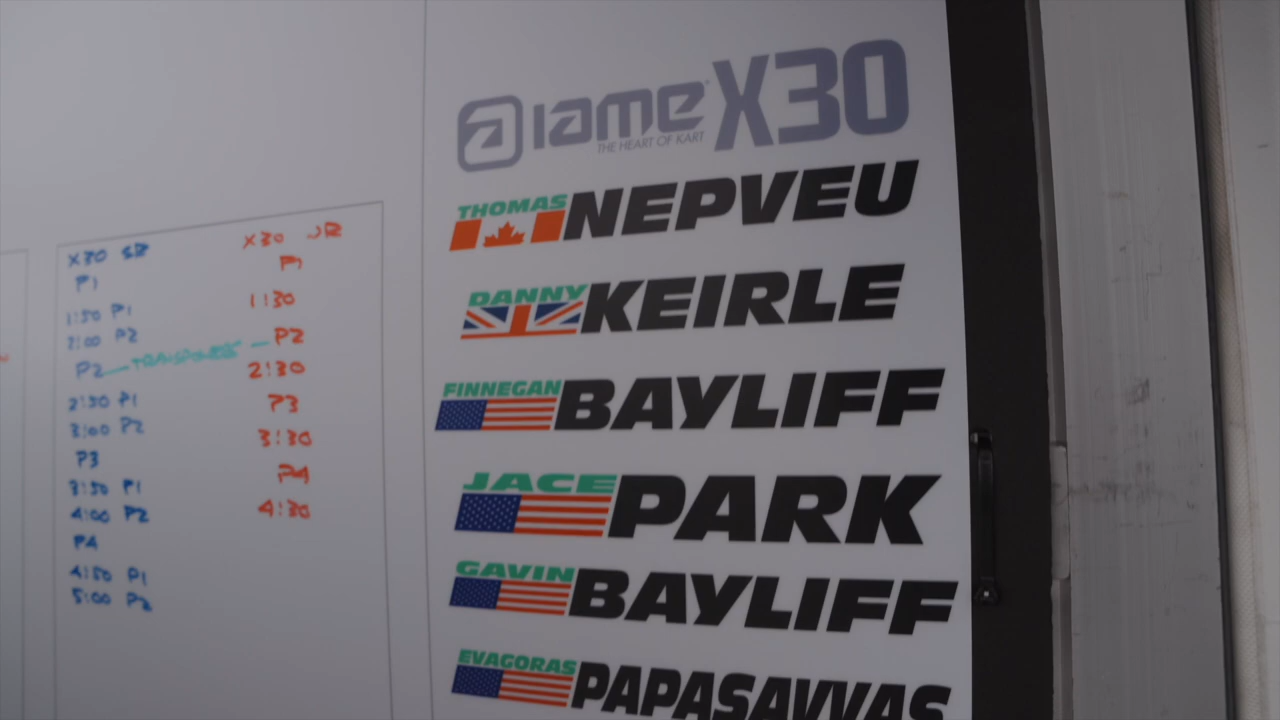 X30 SR
P1
1:50 P1
2:00 P2
P2
2:50 P1
3:00 P2
P3
3:50 P1
4:00 P2
P4
4:50 P1
5:00 P2
X30 JR
P1
1:30
P2
2:30
P3
3:30
P4
4:30
IAME X30
THE HEART OF KART
THOMAS NEPVEU
DANNY KEIRLE
FINNEGAN BAYLIFF
JACE PARK
GAVIN BAYLIFF
EVAGORAS PAPASAVVAS